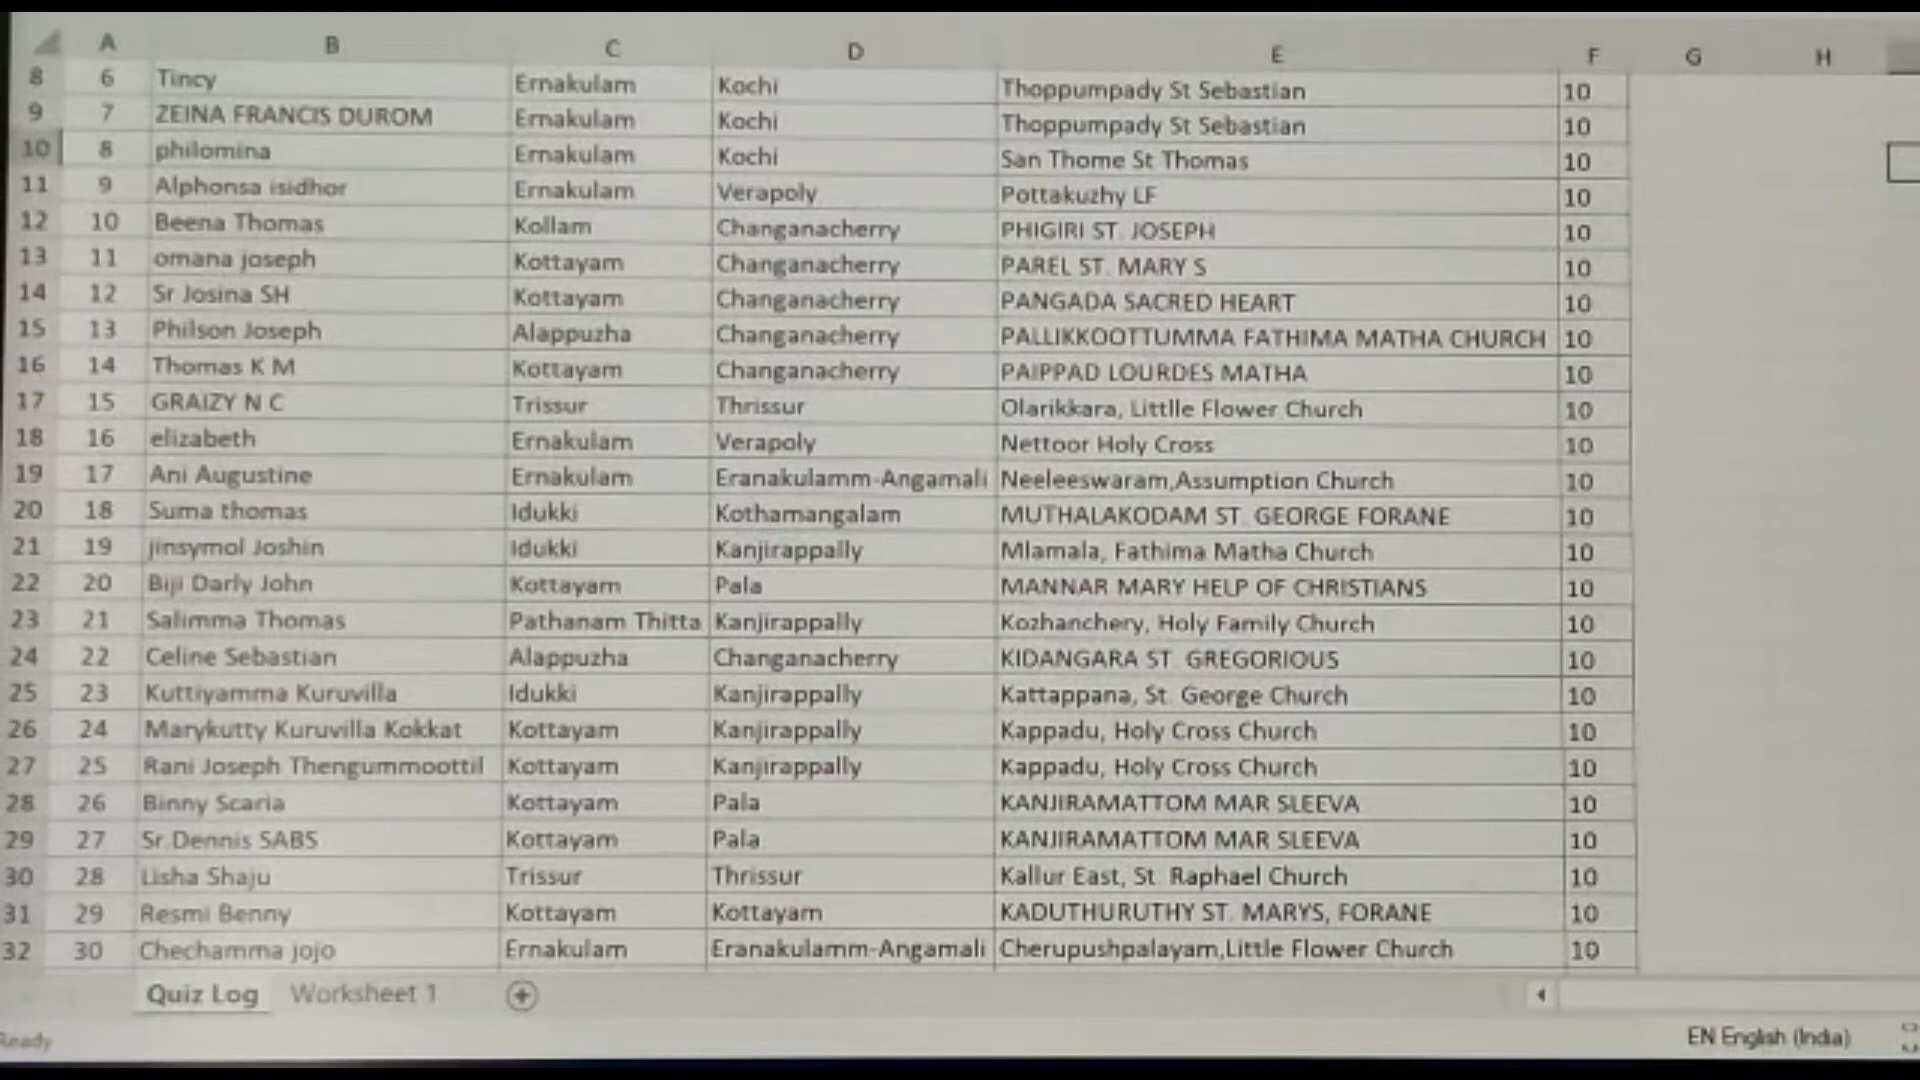 A B C D E F G H
8 6 Tincy Ernakulam Kochi Thoppumpady St Sebastian 10
9 7 ZEINA FRANCIS DUROM Ernakulam Kochi Thoppumpady St Sebastian 10
10 8 philomina Ernakulam Kochi San Thome St Thomas 10
11 9 Alphonsa isidhor Ernakulam Verapoly Pottakuzhy LF 10
12 10 Beena Thomas Kollam Changanacherry PHIGIRI ST. JOSEPH 10
13 11 omana joseph Kottayam Changanacherry PAREL ST. MARY S 10
14 12 Sr Josina SH Kottayam Changanacherry PANGADA SACRED HEART 10
15 13 Philson Joseph Alappuzha Changanacherry PALLIKKOOTTUMMA FATHIMA MATHA CHURCH 10
16 14 Thomas K M Kottayam Changanacherry PAIPPAD LOURDES MATHA 10
17 15 GRAIZY N C Trissur Thrissur Olarikkara, Littlle Flower Church 10
18 16 elizabeth Ernakulam Verapoly Nettoor Holy Cross 10
19 17 Ani Augustine Ernakulam Eranakulamm-Angamali Neeleeswaram,Assumption Church 10
20 18 Suma thomas Idukki Kothamangalam MUTHALAKODAM ST. GEORGE FORANE 10
21 19 jinsymol Joshin Idukki Kanjirappally Mlamala, Fathima Matha Church 10
22 20 Biji Darly John Kottayam Pala MANNAR MARY HELP OF CHRISTIANS 10
23 21 Salimma Thomas Pathanam Thitta Kanjirappally Kozhanchery, Holy Family Church 10
24 22 Celine Sebastian Alappuzha Changanacherry KIDANGARA ST. GREGORIOUS 10
25 23 Kuttiyamma Kuruvilla Idukki Kanjirappally Kattappana, St. George Church 10
26 24 Marykutty Kuruvilla Kokkat Kottayam Kanjirappally Kappadu, Holy Cross Church 10
27 25 Rani Joseph Thengummoottil Kottayam Kanjirappally Kappadu, Holy Cross Church 10
28 26 Binny Scaria Kottayam Pala KANJIRAMATTOM MAR SLEEVA 10
29 27 Sr.Dennis SABS Kottayam Pala KANJIRAMATTOM MAR SLEEVA 10
30 28 Lisha Shaju Trissur Thrissur Kallur East, St. Raphael Church 10
31 29 Resmi Benny Kottayam Kottayam KADUTHURUTHY ST. MARYS, FORANE 10
32 30 Chechamma jojo Ernakulam Eranakulamm-Angamali Cherupushpalayam,Little Flower Church 10
Quiz Log Worksheet 1
Ready EN English (India)